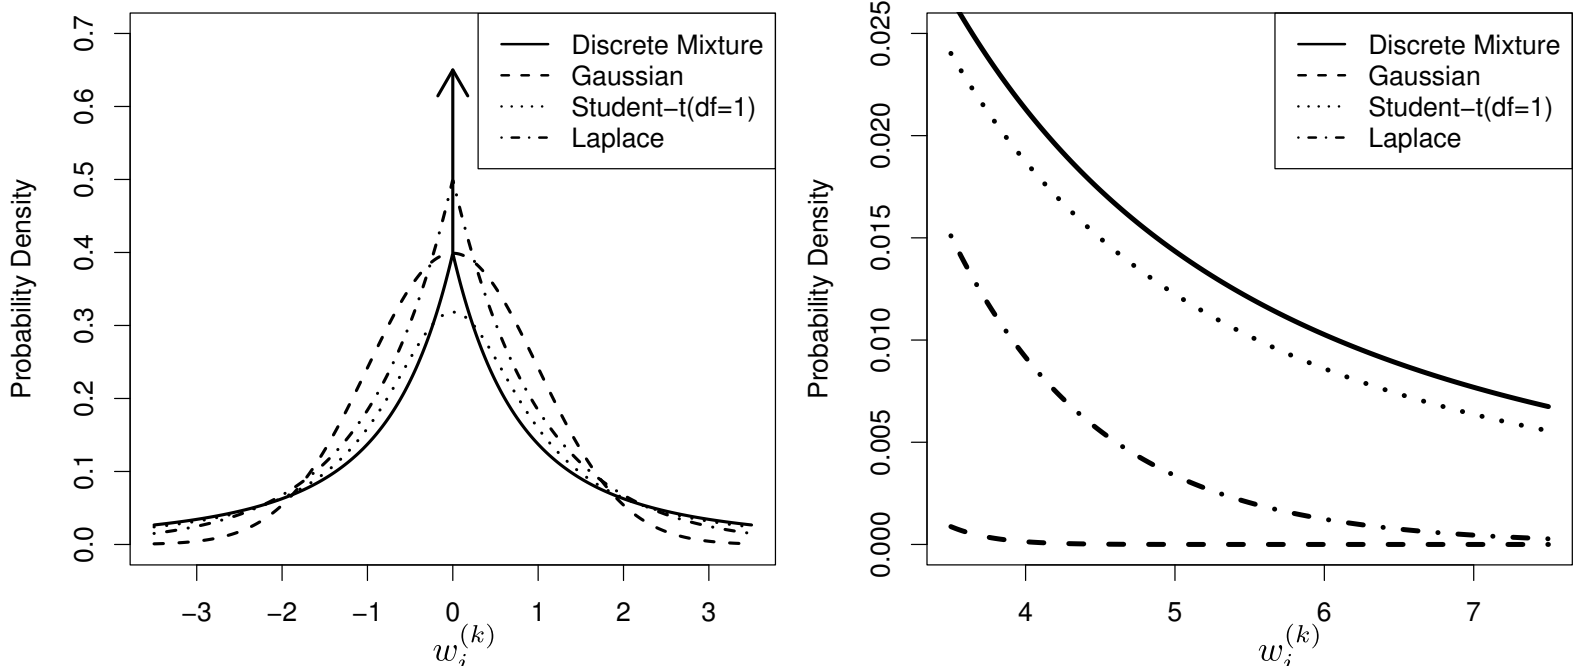 Probability Density
0.0 0.1 0.2 0.3 0.4 0.5 0.6 0.7
Discrete Mixture
Gaussian
Student−t(df=1)
Laplace
−3 −2 −1 0 1 2 3
w_i^{(k)}
Probability Density
0.000 0.005 0.010 0.015 0.020 0.025
Discrete Mixture
Gaussian
Student−t(df=1)
Laplace
4 5 6 7
w_i^{(k)}